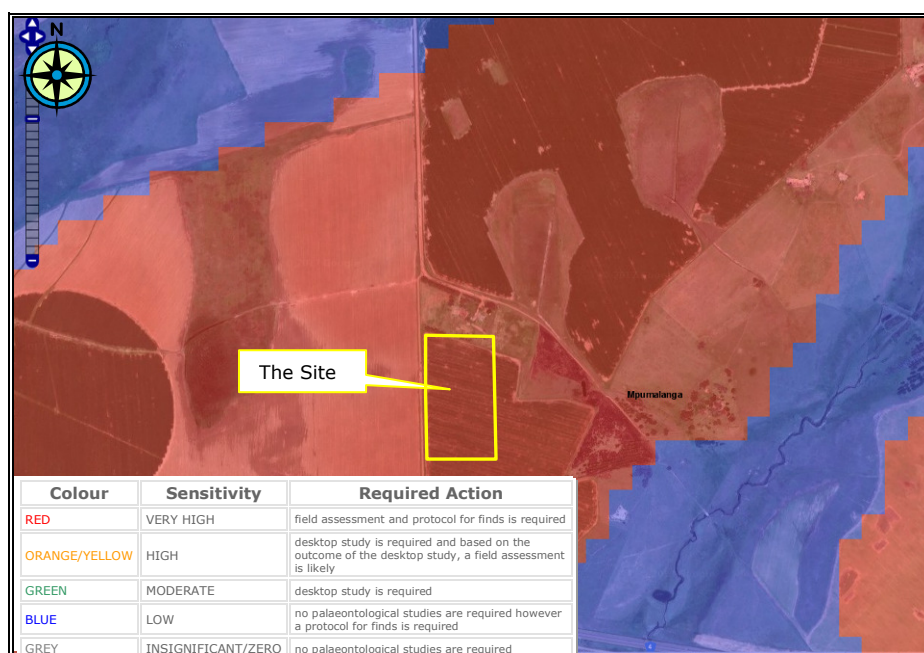 N
The Site
Mpumalanga
Colour Sensitivity Required Action
RED VERY HIGH field assessment and protocol for finds is required
ORANGE/YELLOW HIGH desktop study is required and based on the
outcome of the desktop study, a field assessment
is likely
GREEN MODERATE desktop study is required
BLUE LOW no palaeontological studies are required however
a protocol for finds is required
GREY INSIGNIFICANT/ZERO no palaeontological studies are required